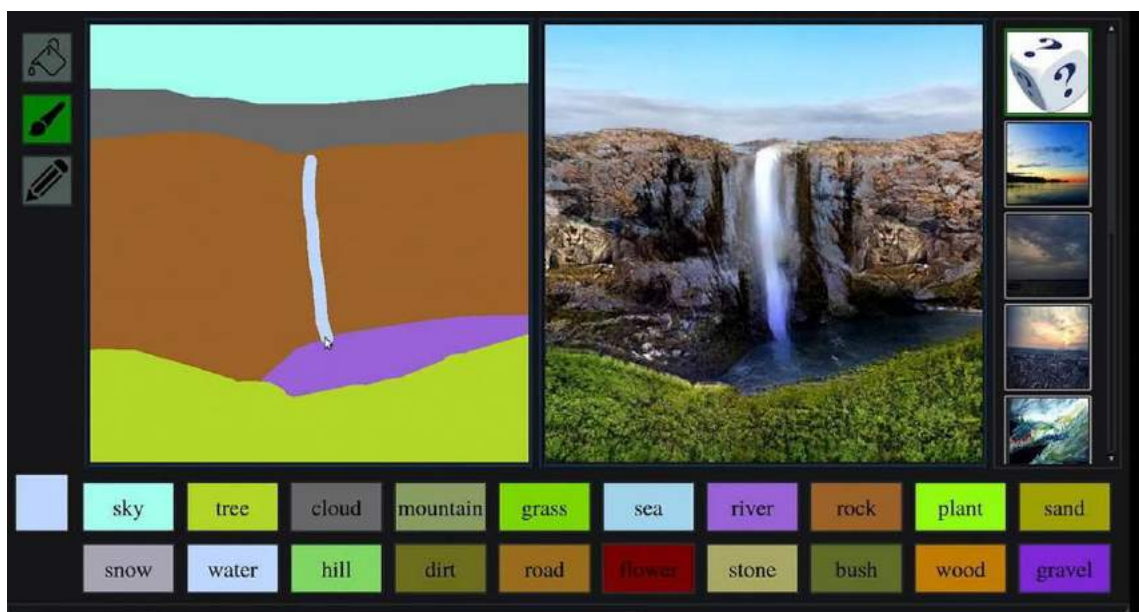 ? ? ?
sky tree cloud mountain grass sea river rock plant sand
snow water hill dirt road flower stone bush wood gravel